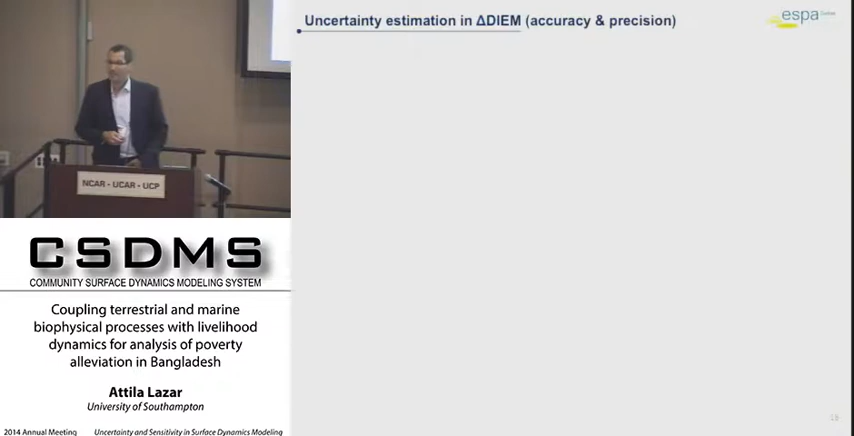 Uncertainty estimation in ΔDIEM (accuracy & precision)
espa
NCAR - UCAR - UCP
CSDMS
COMMUNITY SURFACE DYNAMICS MODELING SYSTEM
Coupling terrestrial and marine
biophysical processes with livelihood
dynamics for analysis of poverty
alleviation in Bangladesh
Attila Lazar
University of Southampton
2014 Annual Meeting Uncertainty and Sensitivity in Surface Dynamics Modeling
16